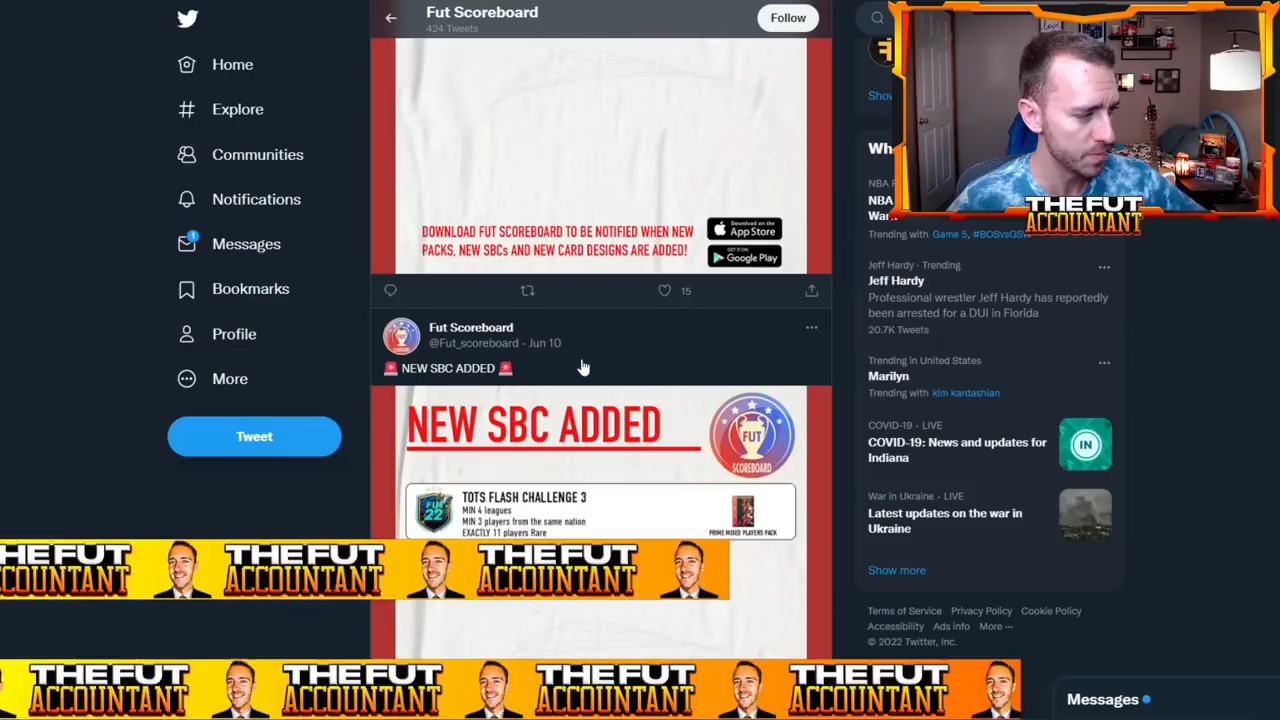 Home
Explore
Communities
Notifications
1
Messages
Bookmarks
Profile
More
Tweet
Fut Scoreboard
424 Tweets
Follow
DOWNLOAD FUT SCOREBOARD TO BE NOTIFIED WHEN NEW
PACKS, NEW SBCs AND NEW CARD DESIGNS ARE ADDED!
Download on the
App Store
GET IT ON
Google Play
15
Fut Scoreboard
@Fut_scoreboard · Jun 10
🚨 NEW SBC ADDED 🚨
NEW SBC ADDED
FUT
SCOREBOARD
FUT
22
TOTS FLASH CHALLENGE 3
MIN 4 leagues
MIN 3 players from the same nation
EXACTLY 11 players Rare
PRIME MIXED PLAYERS PACK
Show
Wh
NBA
NBA
War
Trending with Game 5, #BOSvsGSW
THE FUT
ACCOUNTANT
Jeff Hardy · Trending
Jeff Hardy
Professional wrestler Jeff Hardy has reportedly
been arrested for a DUI in Florida
20.7K Tweets
Trending in United States
Marilyn
Trending with kim kardashian
COVID-19 · LIVE
COVID-19: News and updates for
Indiana
IN
War in Ukraine · LIVE
Latest updates on the war in
Ukraine
Show more
Terms of Service Privacy Policy Cookie Policy
Accessibility Ads info More ···
© 2022 Twitter, Inc.
Messages
THE FUT
ACCOUNTANT
THE FUT
ACCOUNTANT
THE FUT
ACCOUNTANT
THE FUT
ACCOUNTANT
THE FUT
ACCOUNTANT
THE FUT
ACCOUNTANT
THE FUT
ACCOUNTANT